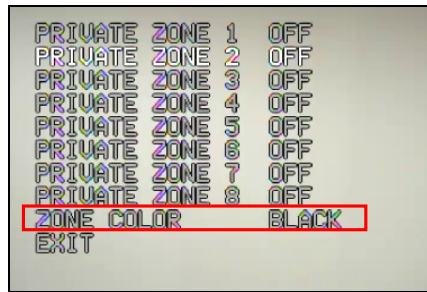 PRIVATE ZONE 1 OFF
PRIVATE ZONE 2 OFF
PRIVATE ZONE 3 OFF
PRIVATE ZONE 4 OFF
PRIVATE ZONE 5 OFF
PRIVATE ZONE 6 OFF
PRIVATE ZONE 7 OFF
PRIVATE ZONE 8 OFF
ZONE COLOR BLACK
EXIT